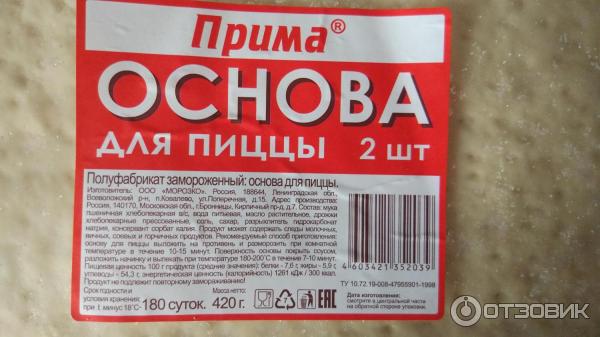 Прима®
ОСНОВА
ДЛЯ ПИЦЦЫ 2 шт
Полуфабрикат замороженный: основа для пиццы.
Изготовитель: ООО «МОРОЗКО». Россия, 188644, Ленинградская обл.,
Всеволожский р-н, п.Ковалево, ул.Поперечная, д.15. Адрес производства:
Россия, 140170, Московская обл., г.Бронницы, Кирпичный пр-д, д.7. Состав: мука
пшеничная хлебопекарная в/с, вода питьевая, масло растительное, дрожжи
хлебопекарные прессованные, соль, сахар, разрыхлитель гидрокарбонат
натрия, консервант сорбат калия. Продукт может содержать следы молочных,
яичных, соевых и горчичных продуктов. Рекомендуемый способ приготовления:
основу для пиццы выложить на противень и разморозить при комнатной
температуре в течение 10-15 минут. Поверхность основы покрыть соусом,
разложить начинку и выпекать при температуре 180-200°С в течение 5-7 минут.
Пищевая ценность 100 г продукта (средние значения): белки - 7,6 г, жиры - 5,9 г,
углеводы - 54,3 г, энергетическая ценность (калорийность) 1261 кДж / 300 ккал.
Продукт не подлежит повторному замораживанию!
Срок годности и
условия хранения:
при t минус 18°С-
180 суток.
Масса нетто:
420 г.
EAC
4 603421 352039
ТУ 10.72.19-008-47955901-1998
Дата изготовления:
смотрите в центральной части
на обратной стороне упаковки.
ОТЗОВИК